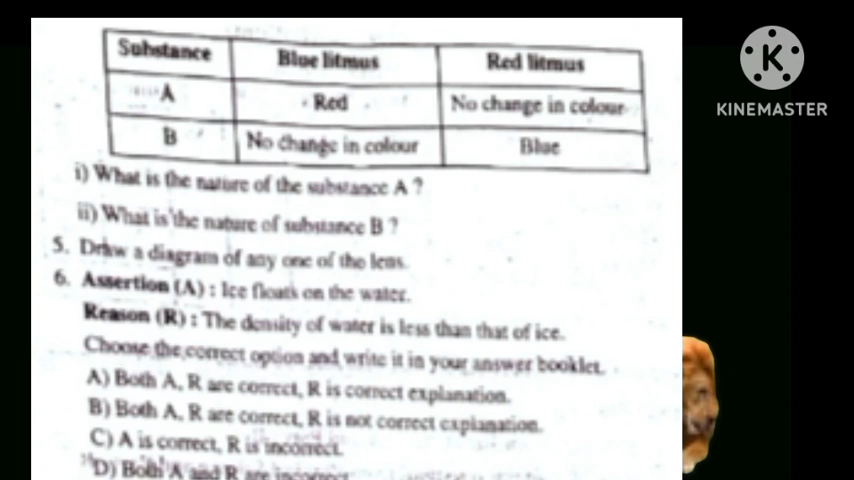 Substance Blue litmus Red litmus
A Red No change in colour
B No change in colour Blue
i) What is the nature of the substance A ?
ii) What is the nature of substance B ?
5. Draw a diagram of any one of the lens.
6. Assertion (A) : Ice floats on the water.
Reason (R) : The density of water is less than that of ice.
Choose the correct option and write it in your answer booklet.
A) Both A, R are correct, R is correct explanation.
B) Both A, R are correct, R is not correct explanation.
C) A is correct, R is incorrect.
D) Both A and R are incorrect
K
KINEMASTER